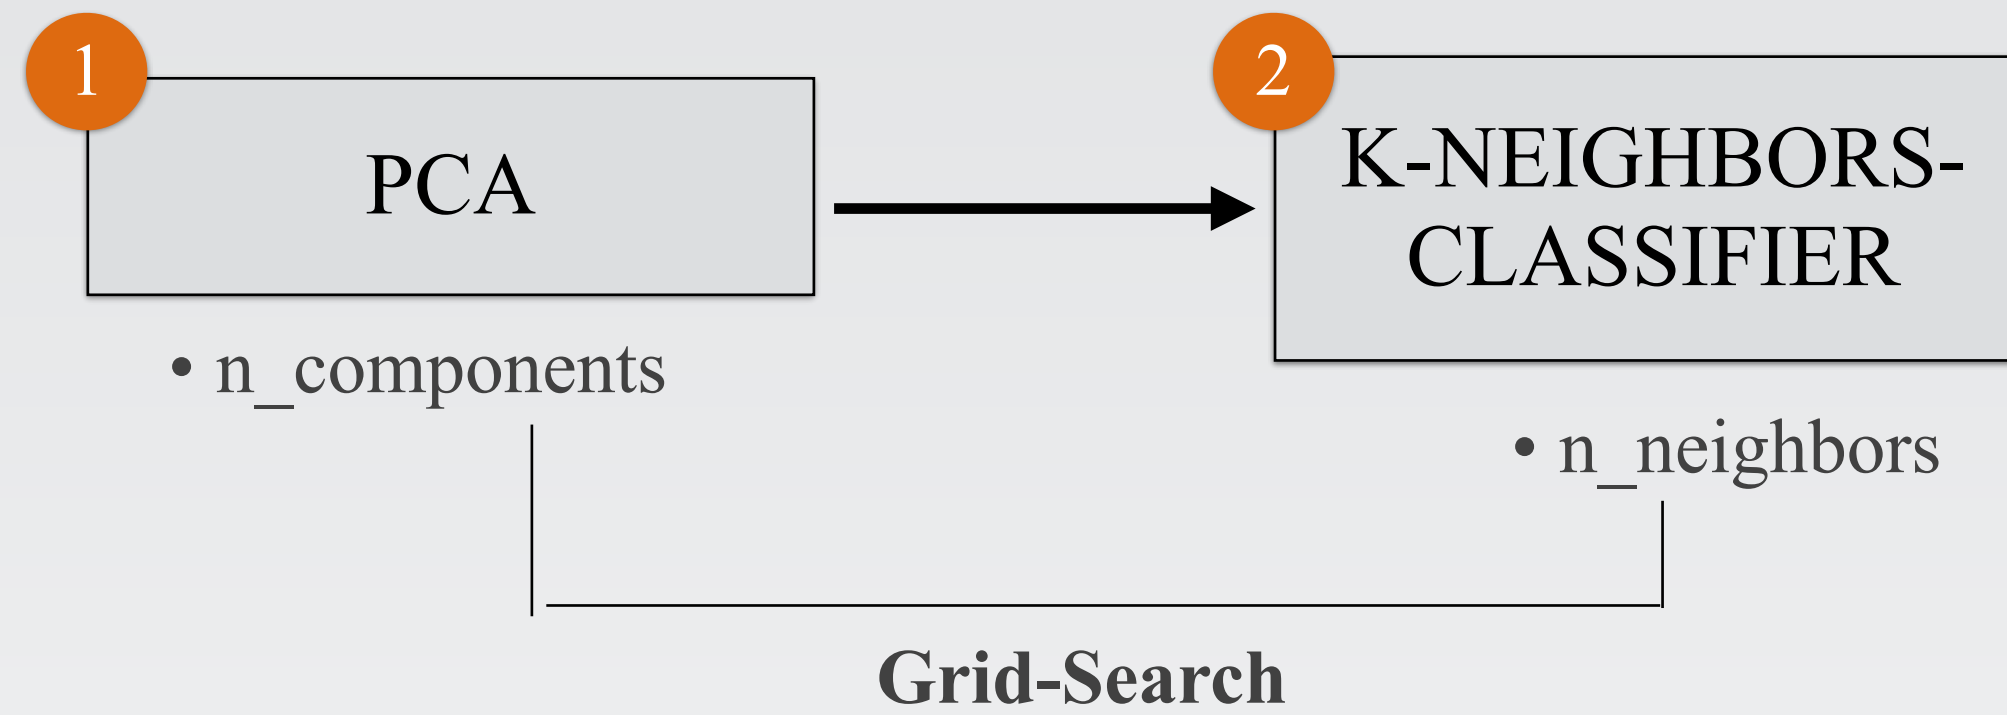 1
PCA
• n_components
2
K-NEIGHBORS-
CLASSIFIER
• n_neighbors
Grid-Search